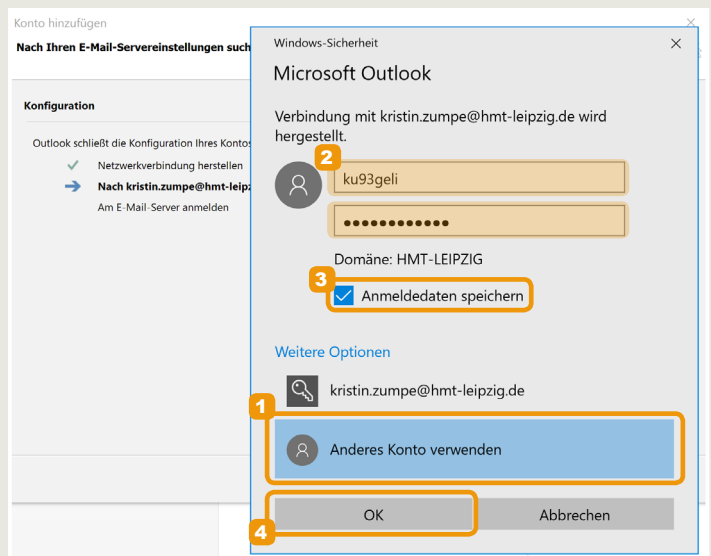 Konto hinzufügen
Nach Ihren E-Mail-Servereinstellungen such
Konfiguration
Outlook schließt die Konfiguration Ihres Kontos
Netzwerkverbindung herstellen
Nach kristin.zumpe@hmt-leipz
Am E-Mail-Server anmelden
Windows-Sicherheit
Microsoft Outlook
Verbindung mit kristin.zumpe@hmt-leipzig.de wird
hergestellt.
2
ku93geli
Domäne: HMT-LEIPZIG
3
Anmeldedaten speichern
Weitere Optionen
kristin.zumpe@hmt-leipzig.de
1
Anderes Konto verwenden
OK
Abbrechen
4